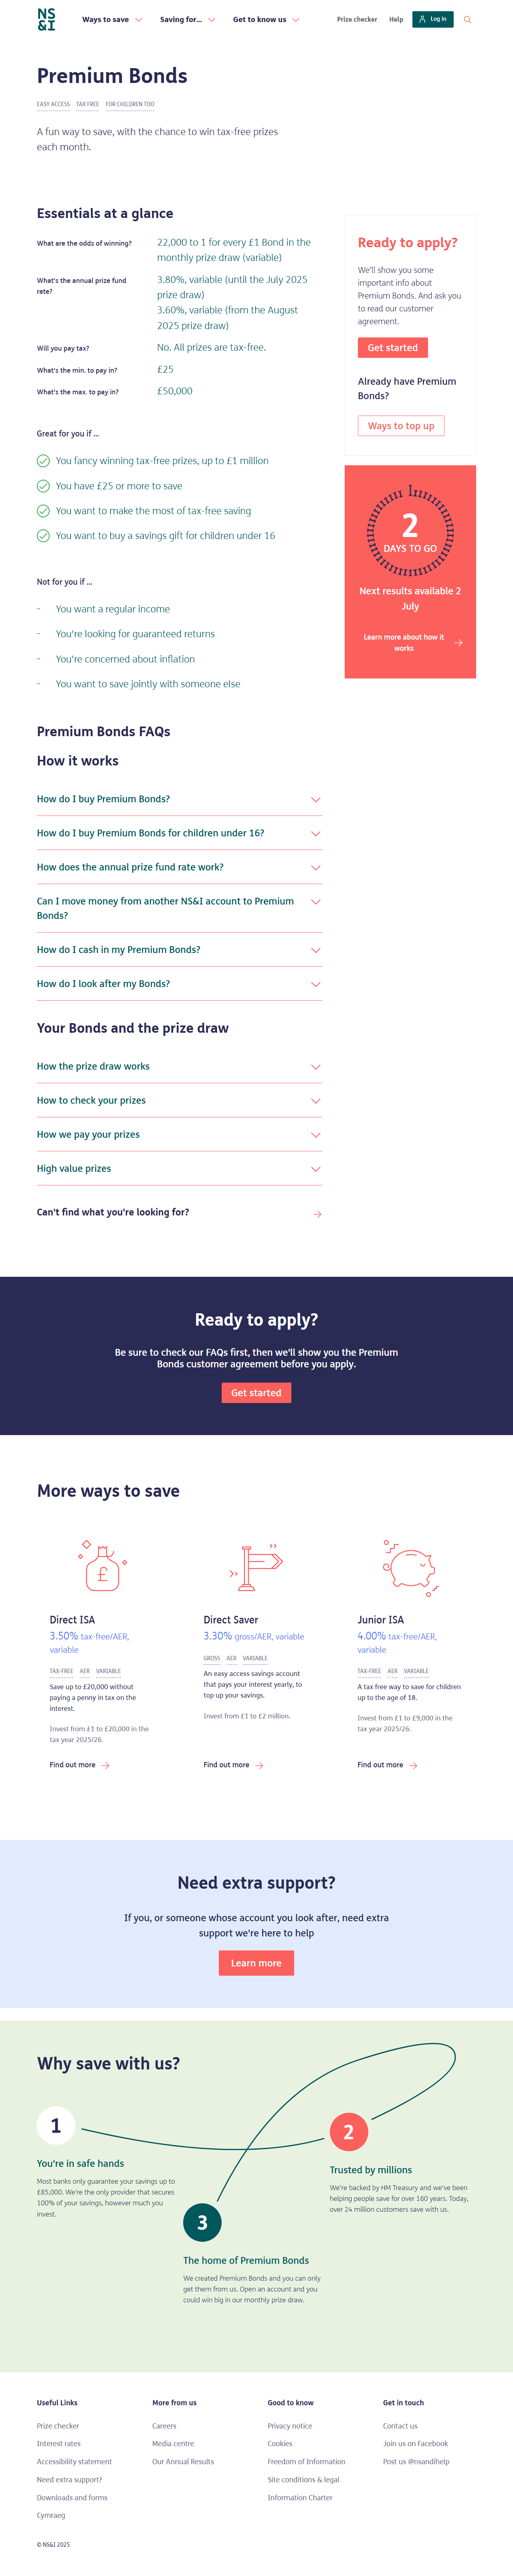 NS
&I
Ways to save
Saving for...
Get to know us
Prize checker
Help
Log in
Premium Bonds
EASY ACCESS TAX FREE FOR CHILDREN TOO
A fun way to save, with the chance to win tax-free prizes
each month.
Essentials at a glance
What are the odds of winning?
22,000 to 1 for every £1 Bond in the
monthly prize draw (variable)
What's the annual prize fund
rate?
3.80%, variable (until the July 2025
prize draw)
3.60%, variable (from the August
2025 prize draw)
Will you pay tax?
No. All prizes are tax-free.
What's the min. to pay in?
£25
What's the max. to pay in?
£50,000
Great for you if ...
You fancy winning tax-free prizes, up to £1 million
You have £25 or more to save
You want to make the most of tax-free saving
You want to buy a savings gift for children under 16
Not for you if ...
- You want a regular income
- You're looking for guaranteed returns
- You're concerned about inflation
- You want to save jointly with someone else
Ready to apply?
We'll show you some
important info about
Premium Bonds. And ask you
to read our customer
agreement.
Get started
Already have Premium
Bonds?
Ways to top up
2
DAYS TO GO
Next results available 2
July
Learn more about how it
works
Premium Bonds FAQs
How it works
How do I buy Premium Bonds?
How do I buy Premium Bonds for children under 16?
How does the annual prize fund rate work?
Can I move money from another NS&I account to Premium
Bonds?
How do I cash in my Premium Bonds?
How do I look after my Bonds?
Your Bonds and the prize draw
How the prize draw works
How to check your prizes
How we pay your prizes
High value prizes
Can't find what you're looking for?
Ready to apply?
Be sure to check our FAQs first, then we'll show you the Premium
Bonds customer agreement before you apply.
Get started
More ways to save
Direct ISA
3.50% tax-free/AER,
variable
TAX-FREE AER VARIABLE
Save up to £20,000 without
paying a penny in tax on the
interest.
Invest from £1 to £20,000 in the
tax year 2025/26.
Find out more
Direct Saver
3.30% gross/AER, variable
GROSS AER VARIABLE
An easy access savings account
that pays your interest yearly, to
top up your savings.
Invest from £1 to £2 million.
Find out more
Junior ISA
4.00% tax-free/AER,
variable
TAX-FREE AER VARIABLE
A tax free way to save for children
up to the age of 18.
Invest from £1 to £9,000 in the
tax year 2025/26.
Find out more
Need extra support?
If you, or someone whose account you look after, need extra
support we're here to help
Learn more
Why save with us?
1
You're in safe hands
Most banks only guarantee your savings up to
£85,000. We're the only provider that secures
100% of your savings, however much you
invest.
2
Trusted by millions
We're backed by HM Treasury and we've been
helping people save for over 160 years. Today,
over 24 million customers save with us.
3
The home of Premium Bonds
We created Premium Bonds and you can only
get them from us. Open an account and you
could win big in our monthly prize draw.
Useful Links
Prize checker
Interest rates
Accessibility statement
Need extra support?
Downloads and forms
Cymraeg
More from us
Careers
Media centre
Our Annual Results
Good to know
Privacy notice
Cookies
Freedom of Information
Site conditions & legal
Information Charter
Get in touch
Contact us
Join us on Facebook
Post us @nsandihelp
© NS&I 2025